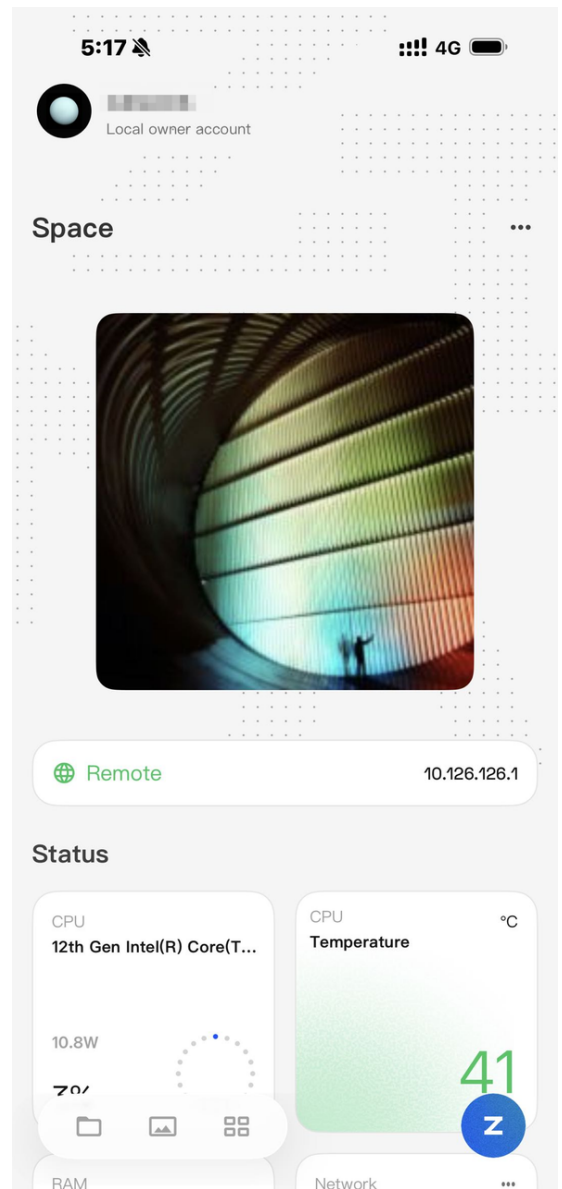 5:17
4G
Local owner account
Space
Remote
10.126.126.1
Status
CPU
12th Gen Intel(R) Core(T...
10.8W
CPU
°C
Temperature
41
Z
RAM
Network